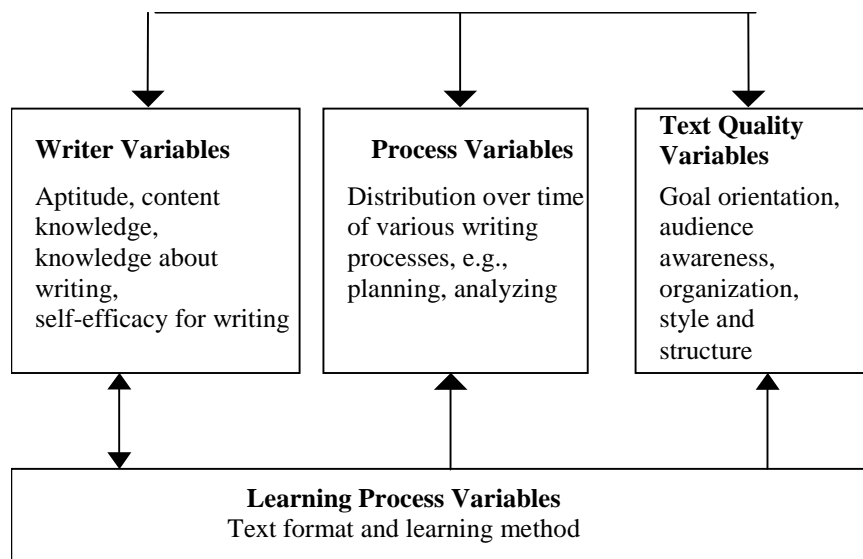 Writer Variables
Aptitude, content
knowledge,
knowledge about
writing,
self-efficacy for writing
Process Variables
Distribution over time
of various writing
processes, e.g.,
planning, analyzing
Text Quality
Variables
Goal orientation,
audience
awareness,
organization,
style and
structure
Learning Process Variables
Text format and learning method